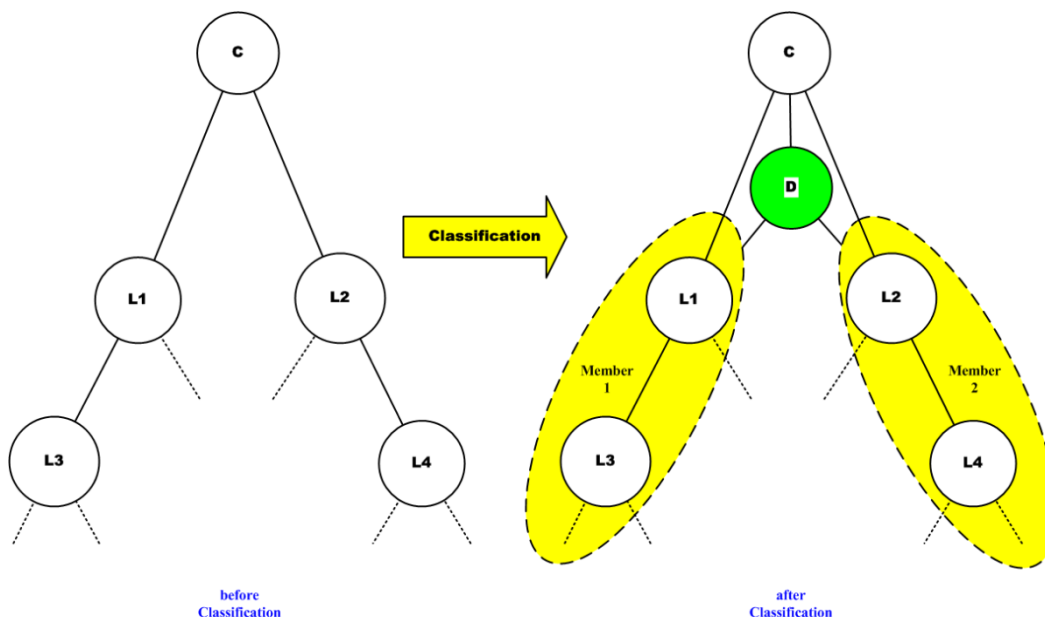 C
L1
L2
L3
L4
before
Classification
Classification
C
D
L1
L2
Member
1
Member
2
L3
L4
after
Classification